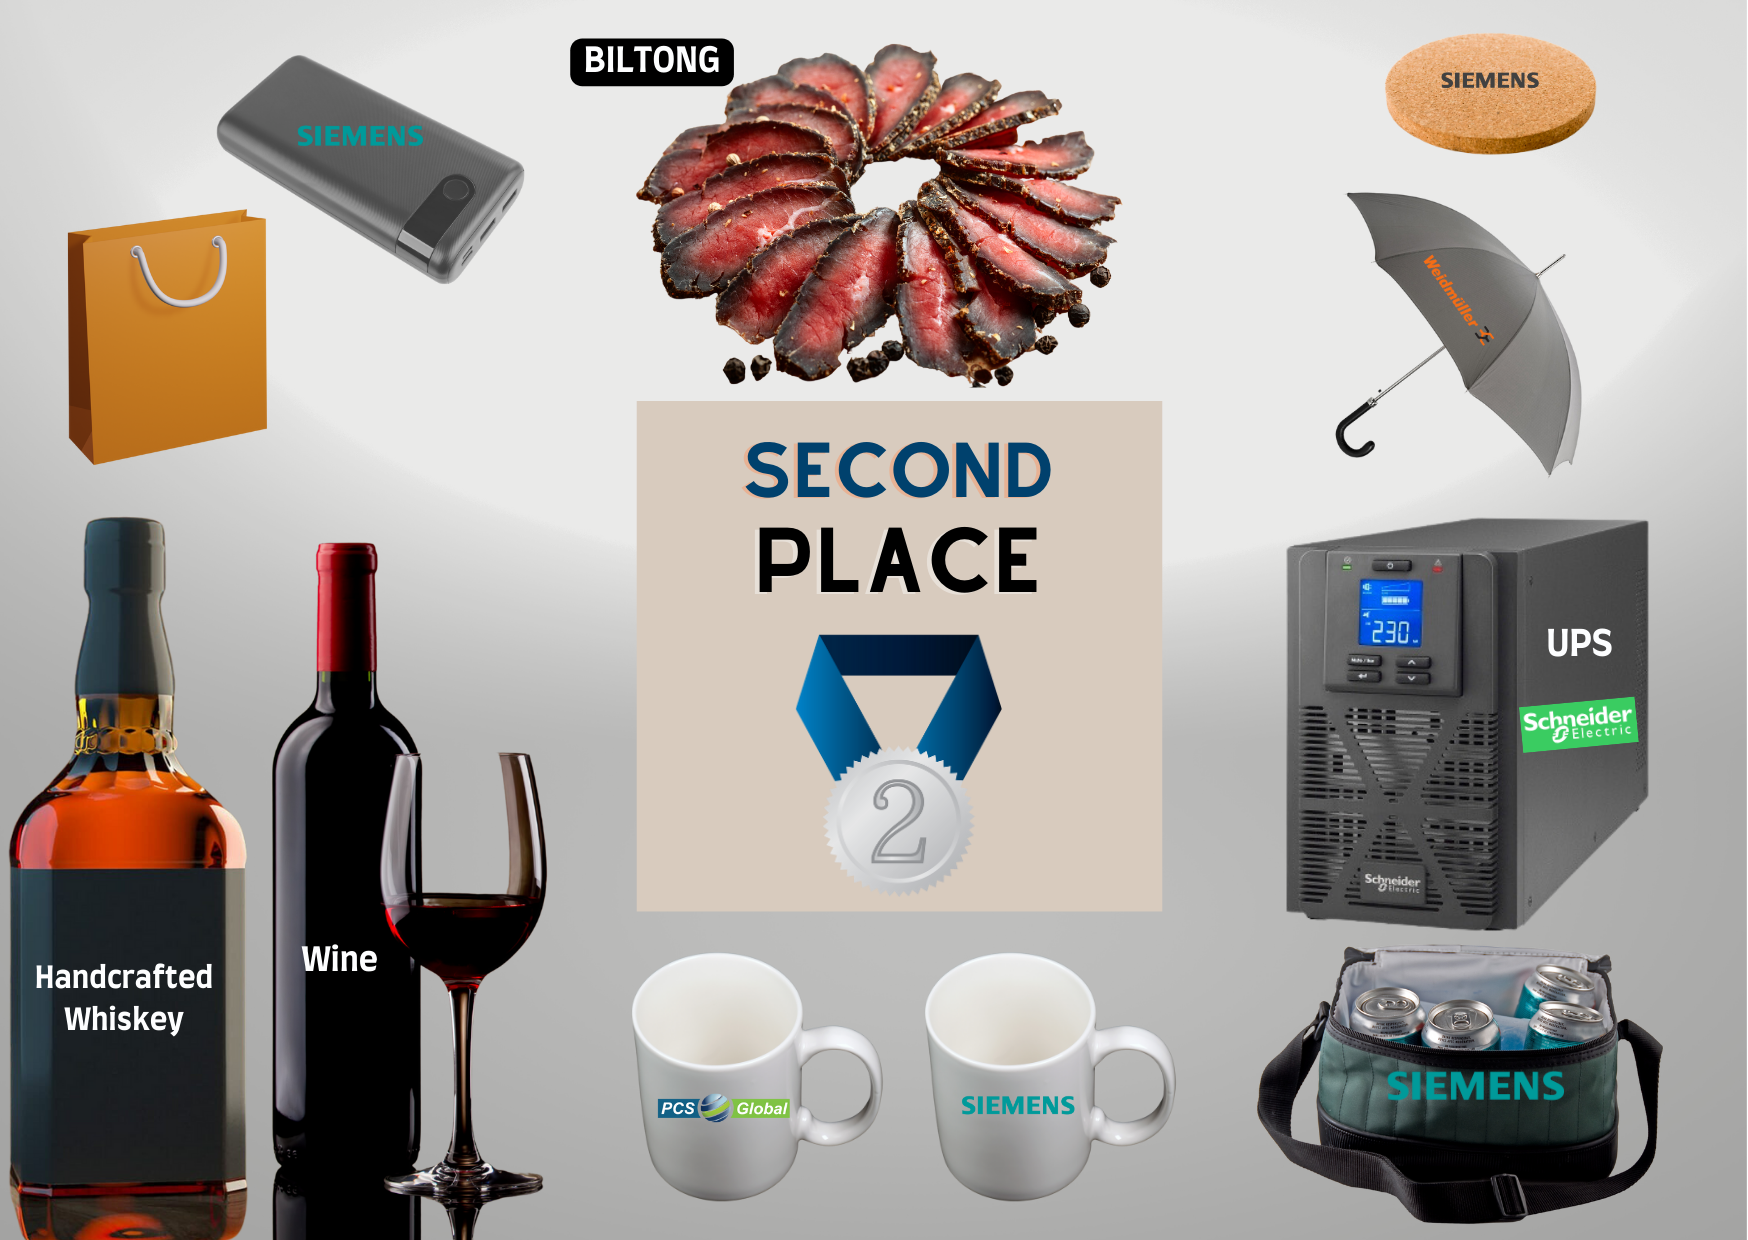 BILTONG
SIEMENS
SIEMENS
Weidmüller
SECOND
PLACE
2
230
UPS
Schneider
Electric
Schneider
Electric
Handcrafted
Whiskey
Wine
PCS Global
SIEMENS
SIEMENS